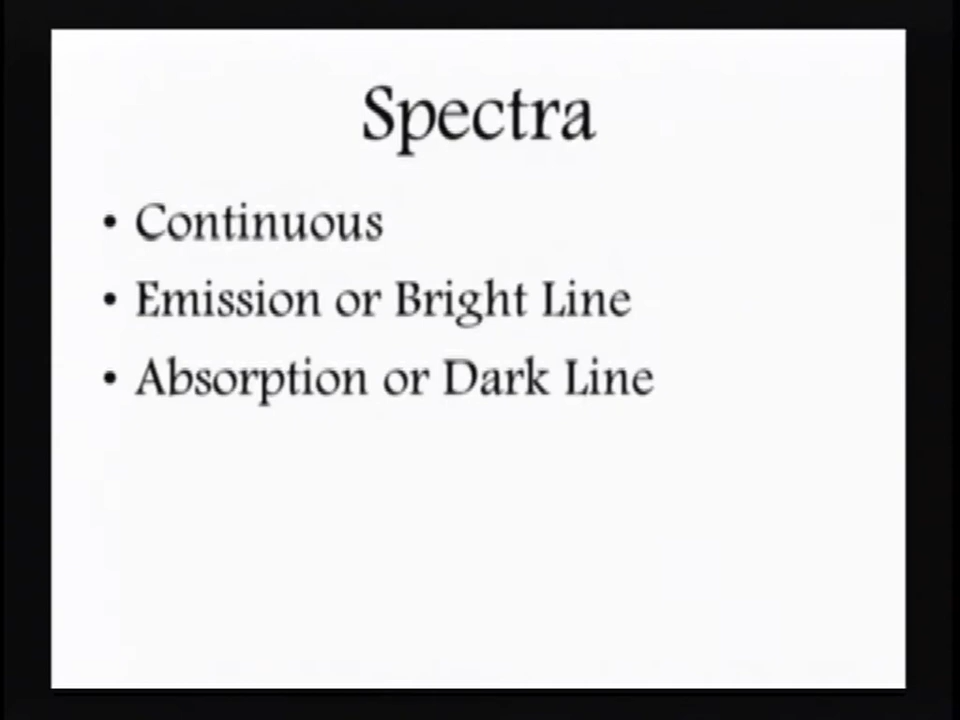 Spectra
• Continuous
• Emission or Bright Line
• Absorption or Dark Line